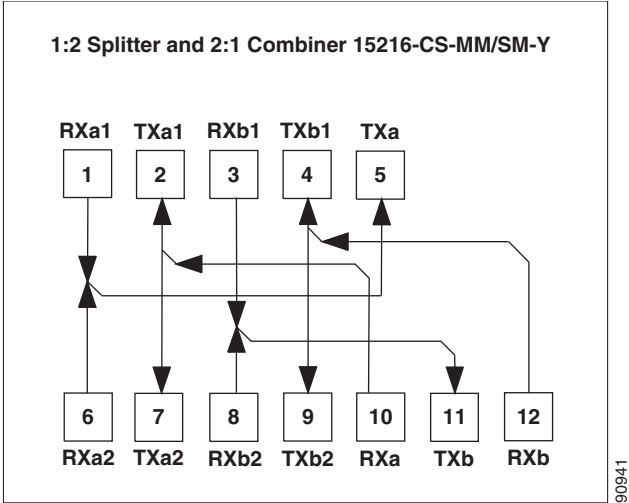 1:2 Splitter and 2:1 Combiner 15216-CS-MM/SM-Y
RXa1 TXa1 RXb1 TXb1 TXa
1 2 3 4 5
6 7 8 9 10 11 12
RXa2 TXa2 RXb2 TXb2 RXa TXb RXb
90941